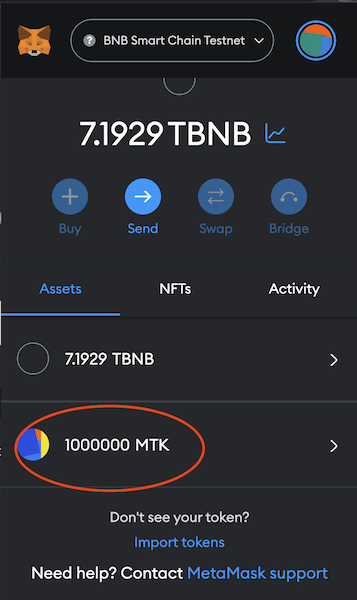 BNB Smart Chain Testnet
7.1929 TBNB
Buy
Send
Swap
Bridge
Assets
NFTs
Activity
7.1929 TBNB
1000000 MTK
Don't see your token?
Import tokens
Need help? Contact MetaMask support